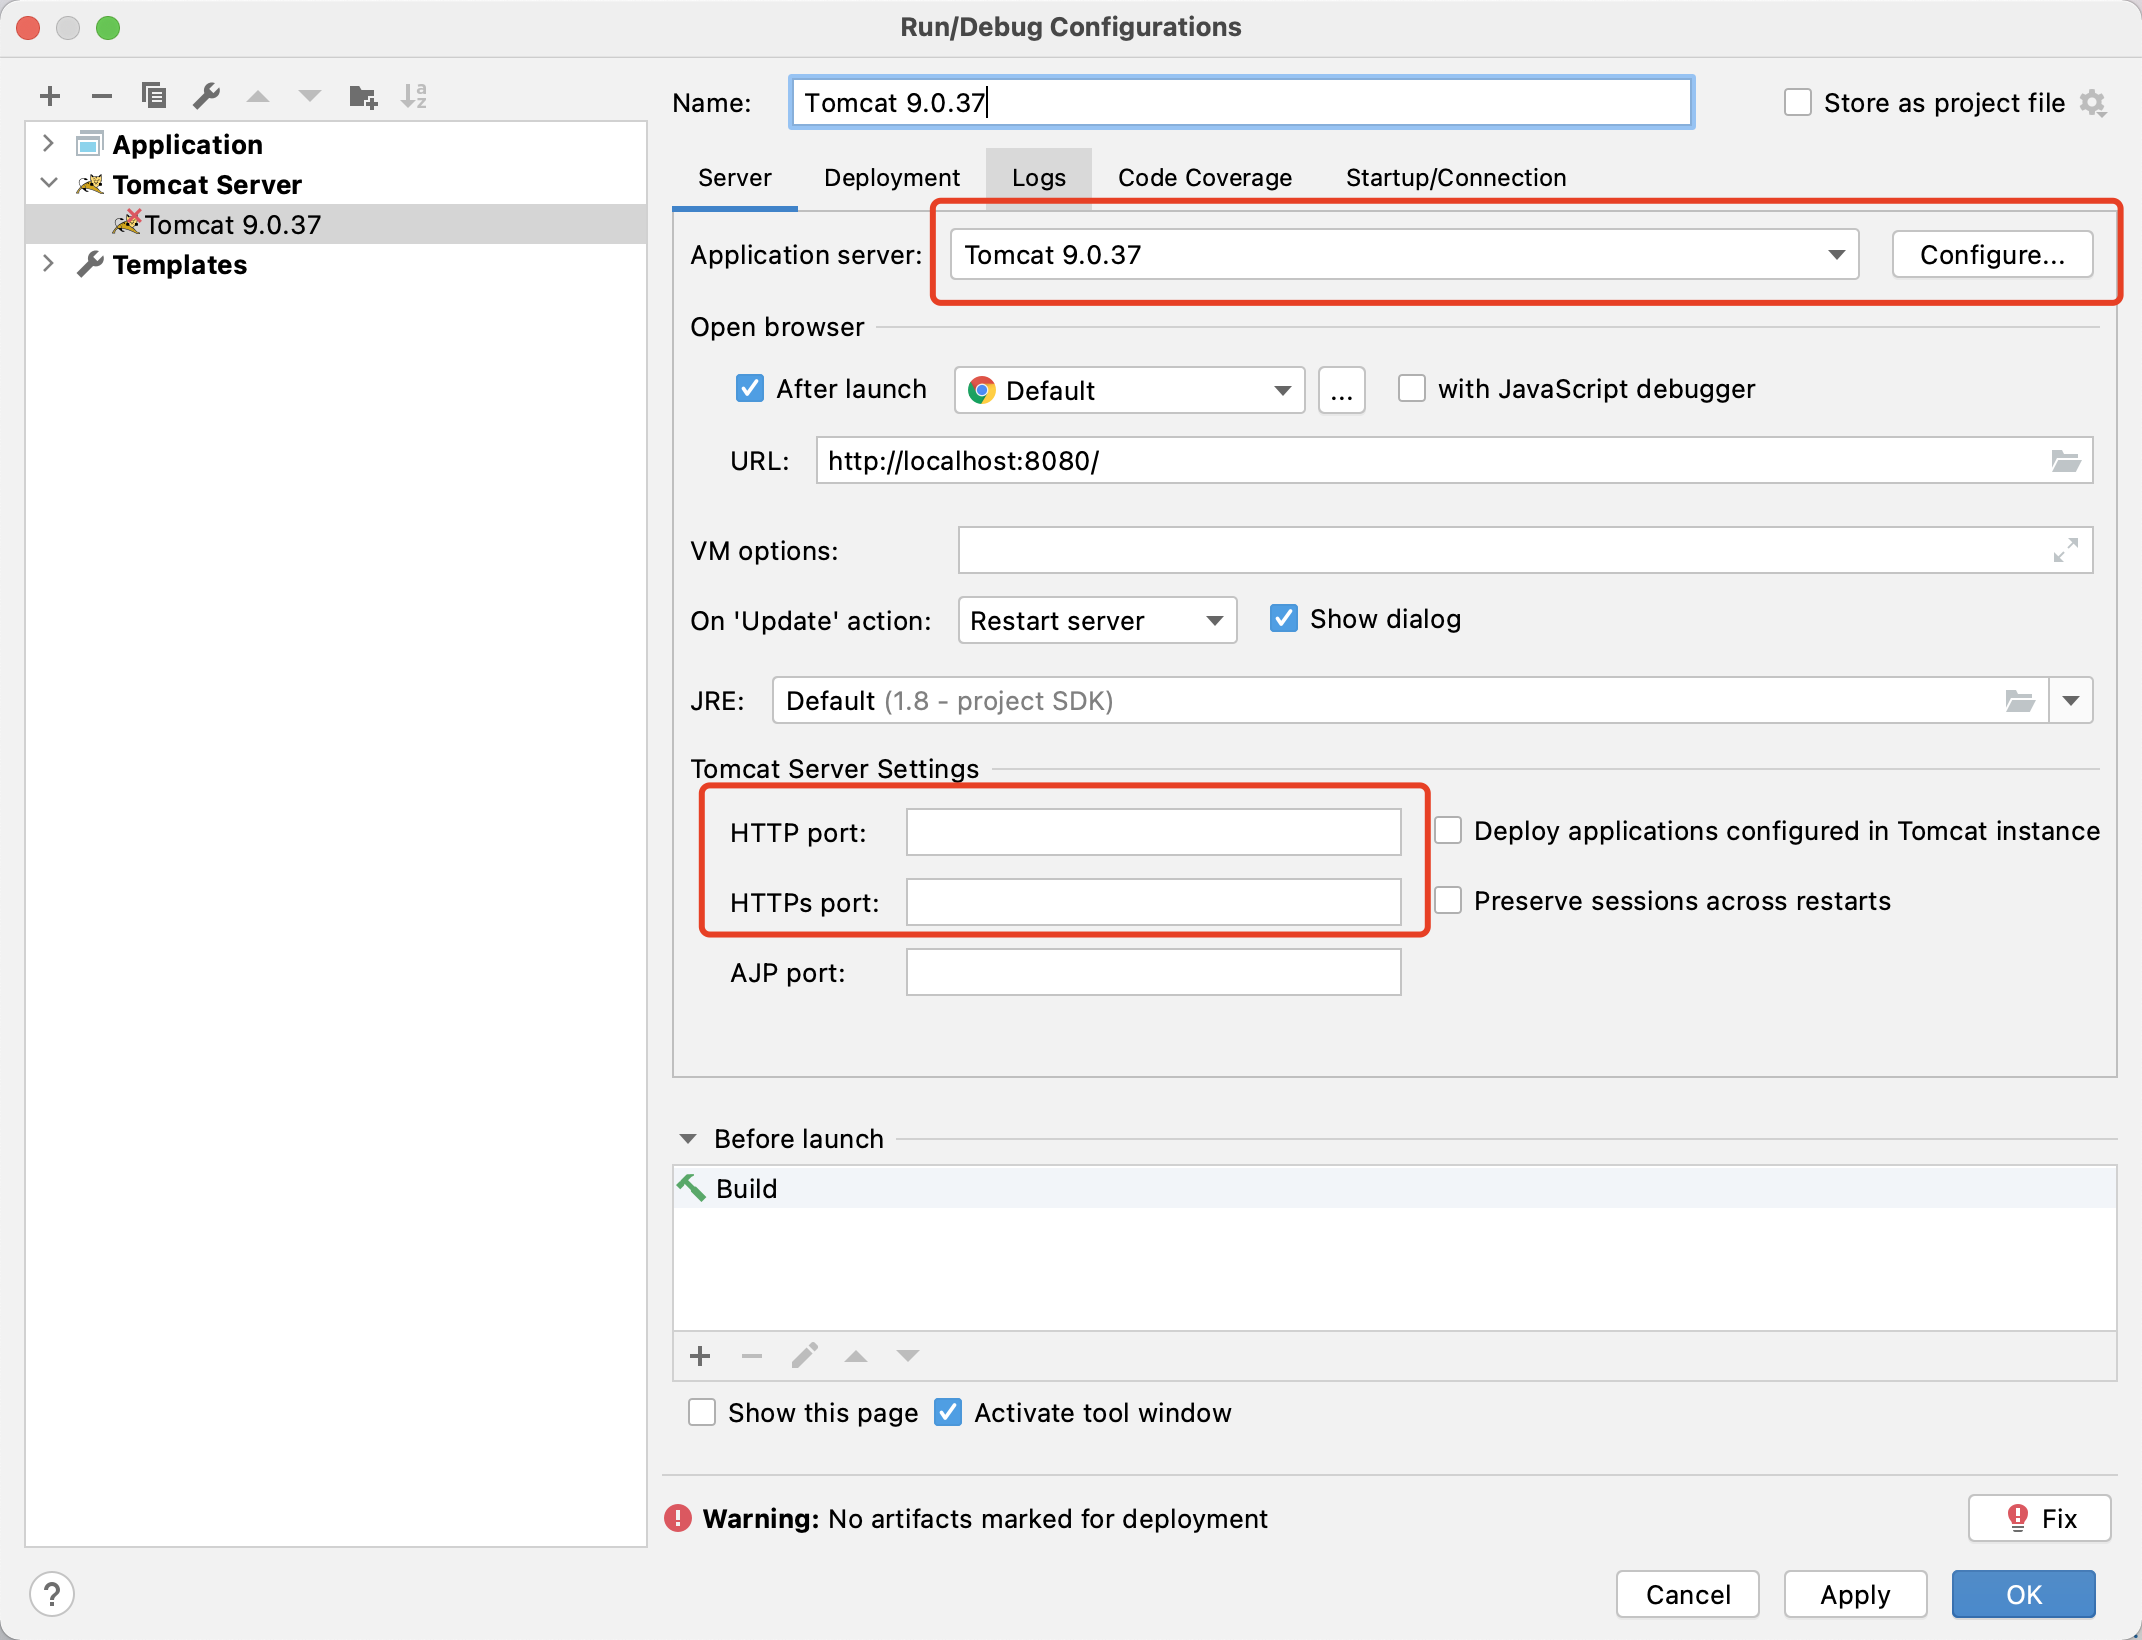 Run/Debug Configurations
Name: Tomcat 9.0.37 Store as project file
Application
Tomcat Server
Tomcat 9.0.37
Templates
Server Deployment Logs Code Coverage Startup/Connection
Application server: Tomcat 9.0.37 Configure...
Open browser
After launch Default ... with JavaScript debugger
URL: http://localhost:8080/
VM options:
On 'Update' action: Restart server Show dialog
JRE: Default (1.8 - project SDK)
Tomcat Server Settings
HTTP port: Deploy applications configured in Tomcat instance
HTTPs port: Preserve sessions across restarts
AJP port:
Before launch
Build
Show this page Activate tool window
Warning: No artifacts marked for deployment Fix
? Cancel Apply OK